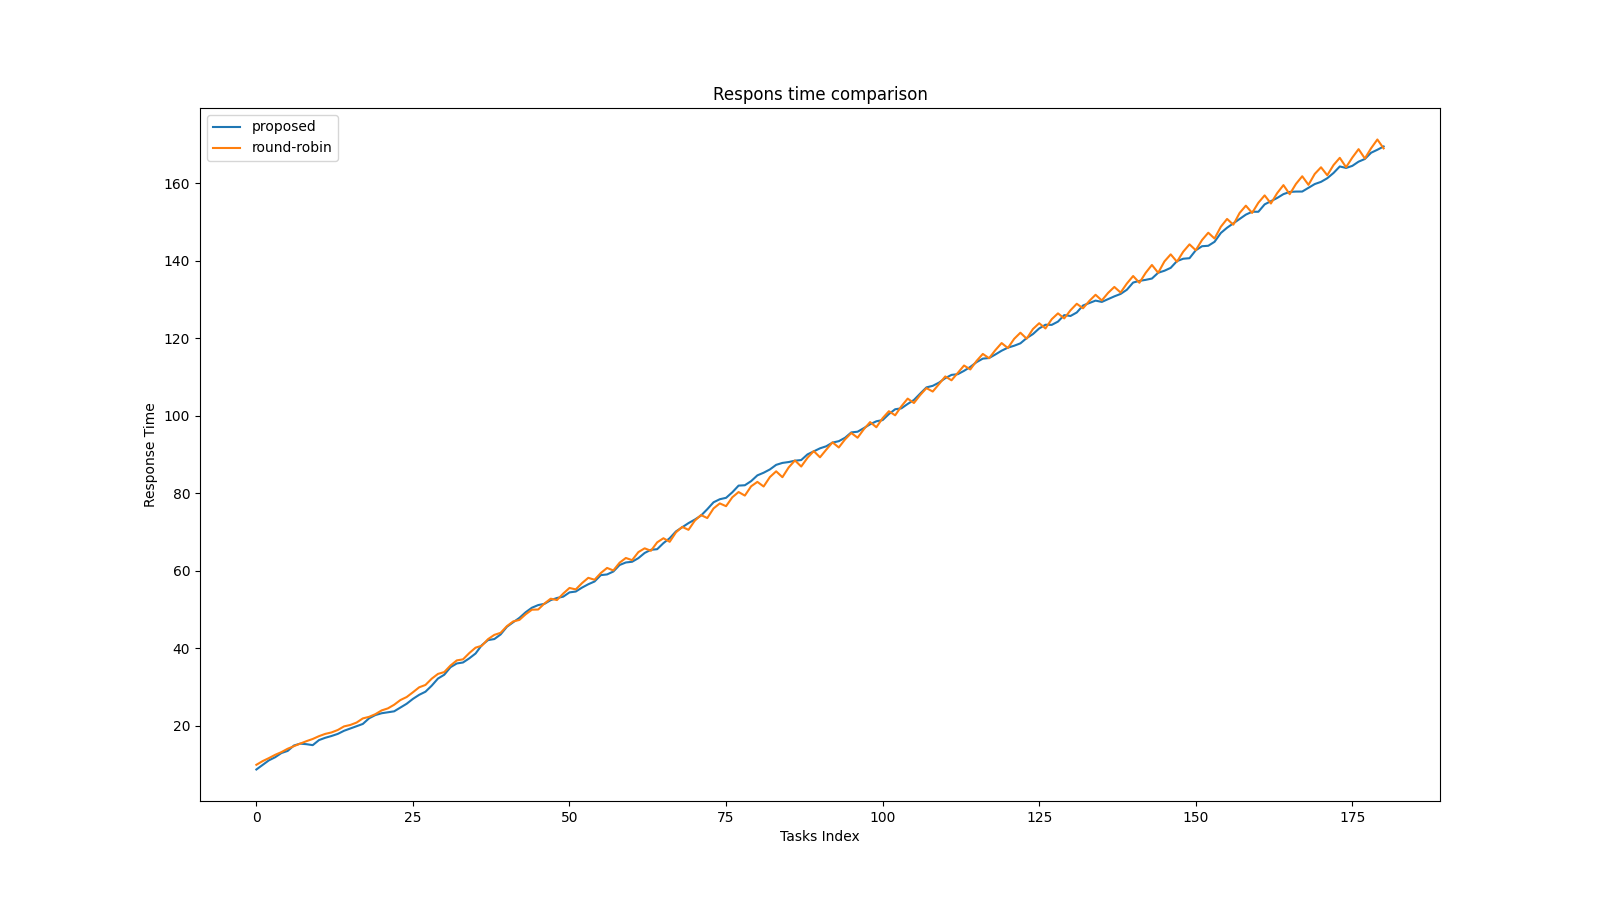 Respons time comparison
proposed
round-robin
160
140
120
100
80
60
40
20
Response Time
0 25 50 75 100 125 150 175
Tasks Index